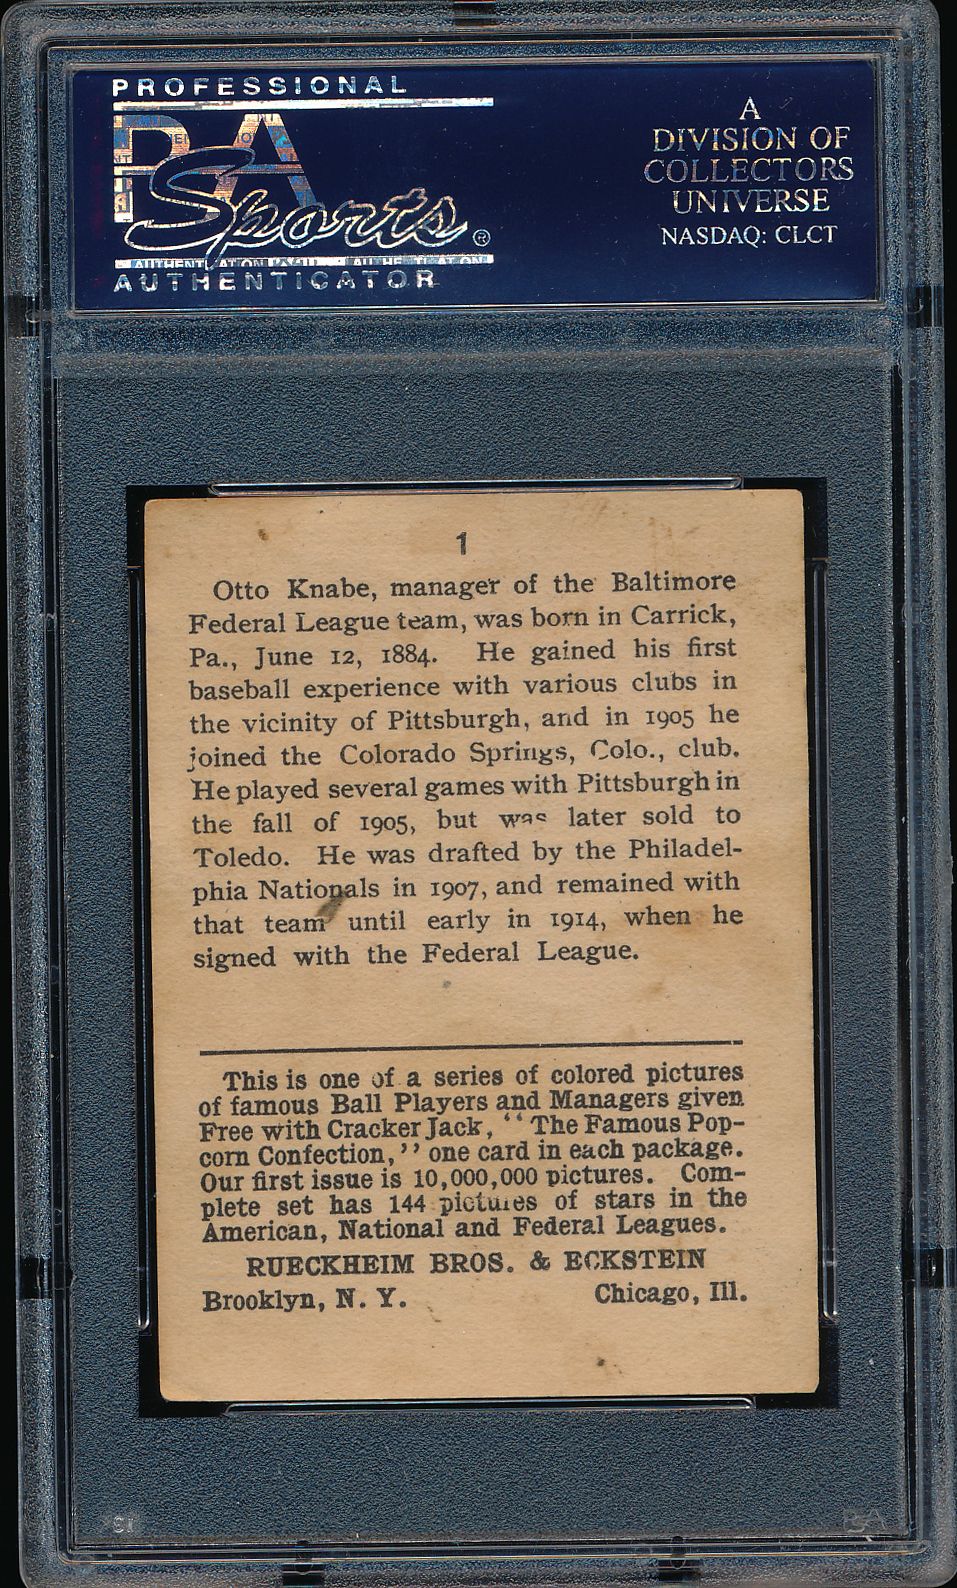 PROFESSIONAL
PSA
Sports®
AUTHENTICATOR
A
DIVISION OF
COLLECTORS
UNIVERSE
NASDAQ: CLCT
1
Otto Knabe, manager of the Baltimore
Federal League team, was born in Carrick,
Pa., June 12, 1884. He gained his first
baseball experience with various clubs in
the vicinity of Pittsburgh, and in 1905 he
joined the Colorado Springs, Colo., club.
He played several games with Pittsburgh in
the fall of 1905, but was later sold to
Toledo. He was drafted by the Philadel-
phia Nationals in 1907, and remained with
that team until early in 1914, when he
signed with the Federal League.
This is one of a series of colored pictures
of famous Ball Players and Managers given
Free with Cracker Jack, "The Famous Pop-
corn Confection," one card in each package.
Our first issue is 10,000,000 pictures. Com-
plete set has 144 pictures of stars in the
American, National and Federal Leagues.
RUECKHEIM BROS. & ECKSTEIN
Brooklyn, N. Y. Chicago, Ill.